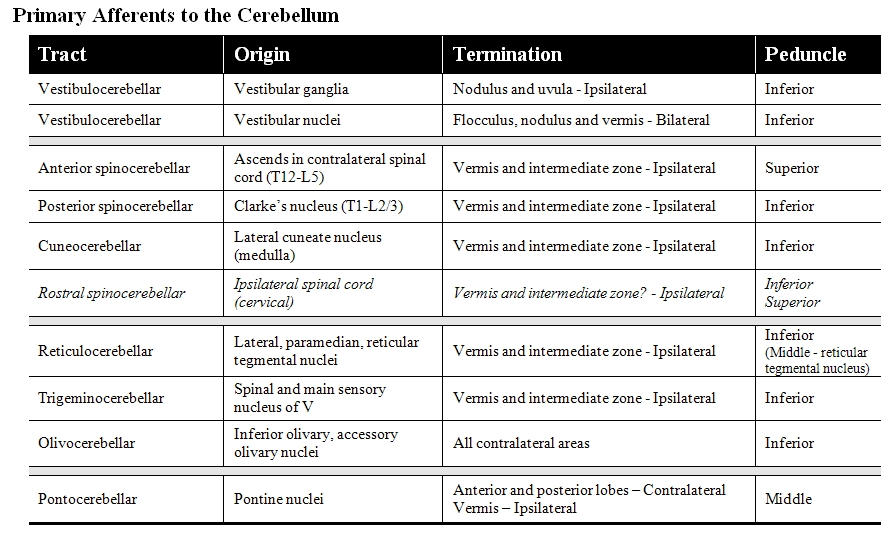 Primary Afferents to the Cerebellum
Tract Origin Termination Peduncle
Vestibulocerebellar Vestibular ganglia Nodulus and uvula - Ipsilateral Inferior
Vestibulocerebellar Vestibular nuclei Flocculus, nodulus and vermis - Bilateral Inferior
Anterior spinocerebellar Ascends in contralateral spinal
cord (T12-L5) Vermis and intermediate zone - Ipsilateral Superior
Posterior spinocerebellar Clarke’s nucleus (T1-L2/3) Vermis and intermediate zone - Ipsilateral Inferior
Cuneocerebellar Lateral cuneate nucleus
(medulla) Vermis and intermediate zone - Ipsilateral Inferior
Rostral spinocerebellar Ipsilateral spinal cord
(cervical) Vermis and intermediate zone? - Ipsilateral Inferior
Superior
Reticulocerebellar Lateral, paramedian, reticular
tegmental nuclei Vermis and intermediate zone - Ipsilateral Inferior
(Middle - reticular
tegmental nucleus)
Trigeminocerebellar Spinal and main sensory
nucleus of V Vermis and intermediate zone - Ipsilateral Inferior
Olivocerebellar Inferior olivary, accessory
olivary nuclei All contralateral areas Inferior
Pontocerebellar Pontine nuclei Anterior and posterior lobes – Contralateral
Vermis – Ipsilateral Middle